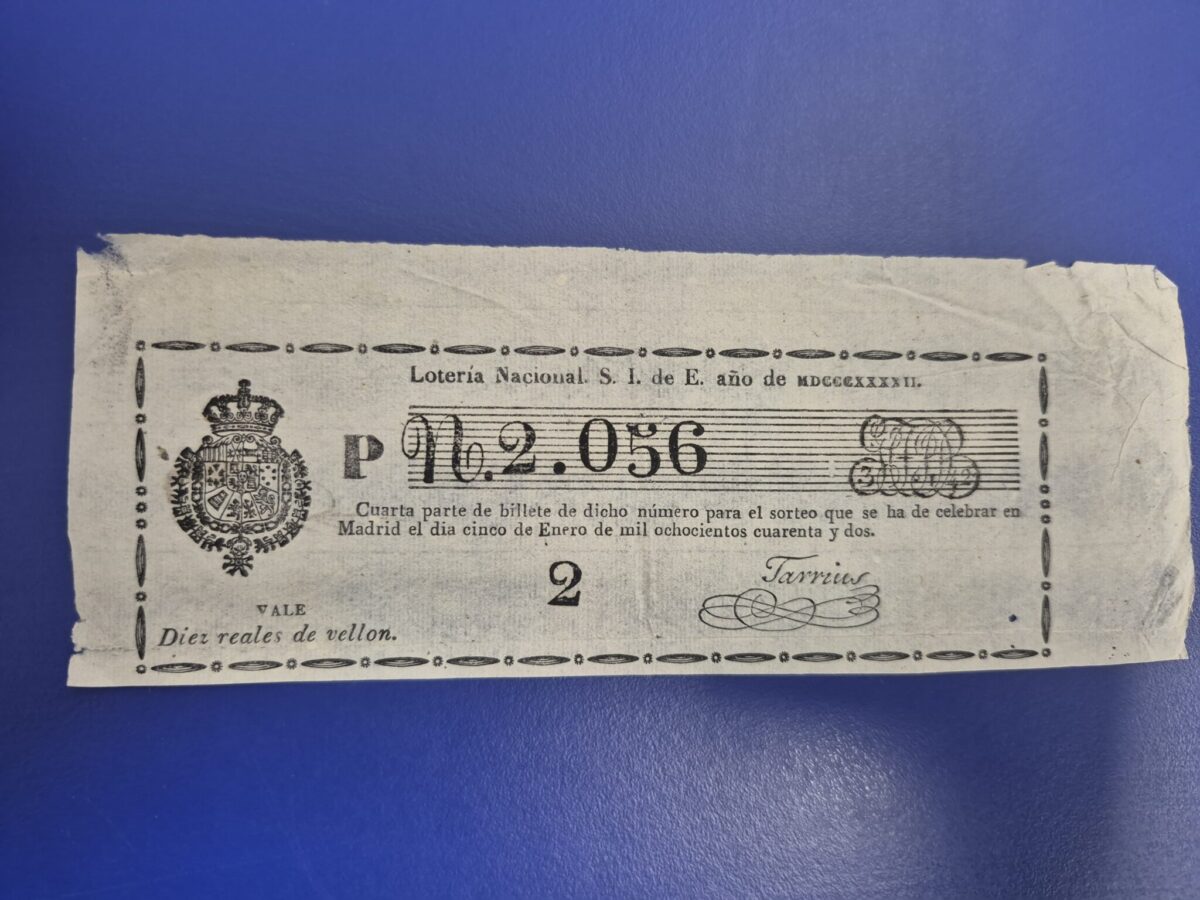 Lotería Nacional. S. I. de E. año de MDCCCXXXXII.
P N. 2.056
Cuarta parte de billete de dicho número para el sorteo que se ha de celebrar en
Madrid el dia cinco de Enero de mil ochocientos cuarenta y dos.
2
Tarrius
VALE
Diez reales de vellon.